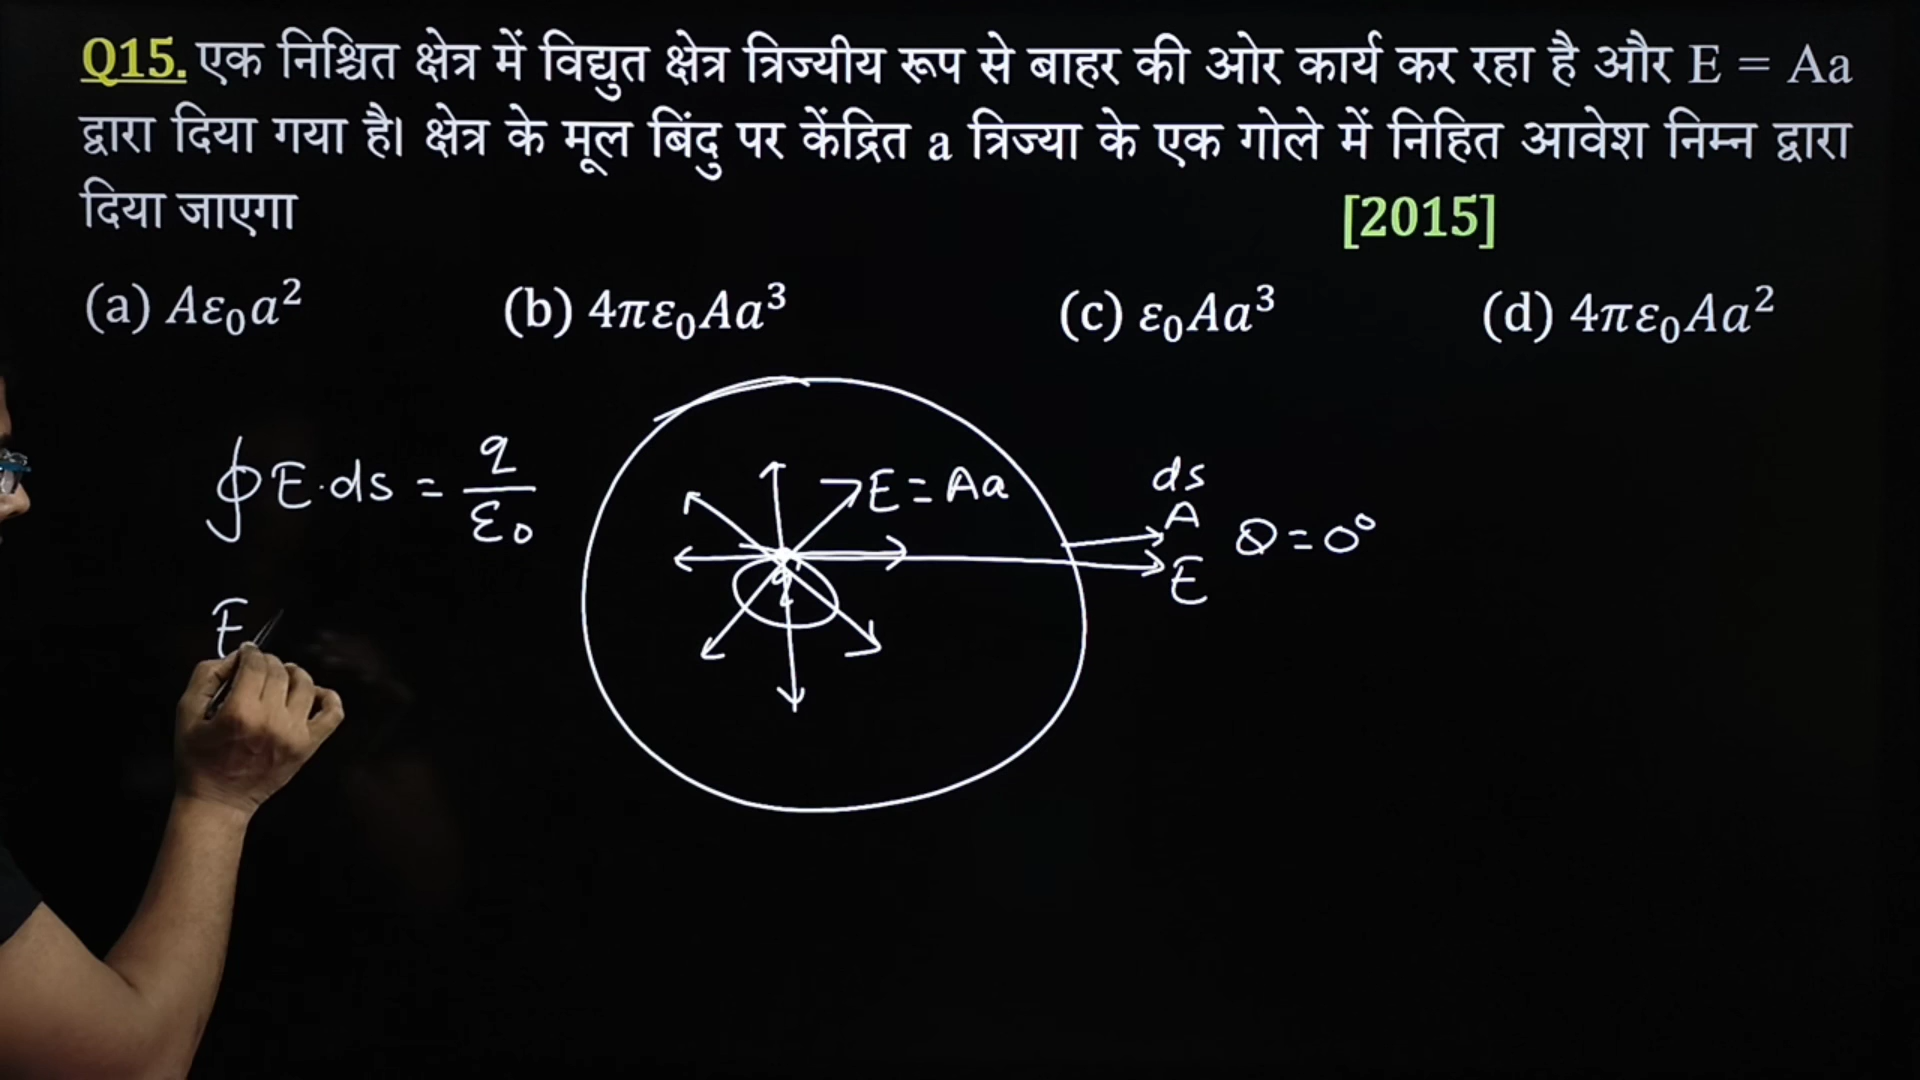 Q15. एक निश्चित क्षेत्र में विद्युत क्षेत्र त्रिज्यीय रूप से बाहर की ओर कार्य कर रहा है और E = Aa
द्वारा दिया गया है। क्षेत्र के मूल बिंदु पर केंद्रित a त्रिज्या के एक गोले में निहित आवेश निम्न द्वारा
दिया जाएगा [2015]
(a) Aε₀a² (b) 4πε₀Aa³ (c) ε₀Aa³ (d) 4πε₀Aa²
∮E·ds = q/ε₀
E = Aa
ds
A
θ = 0°
E
q
E